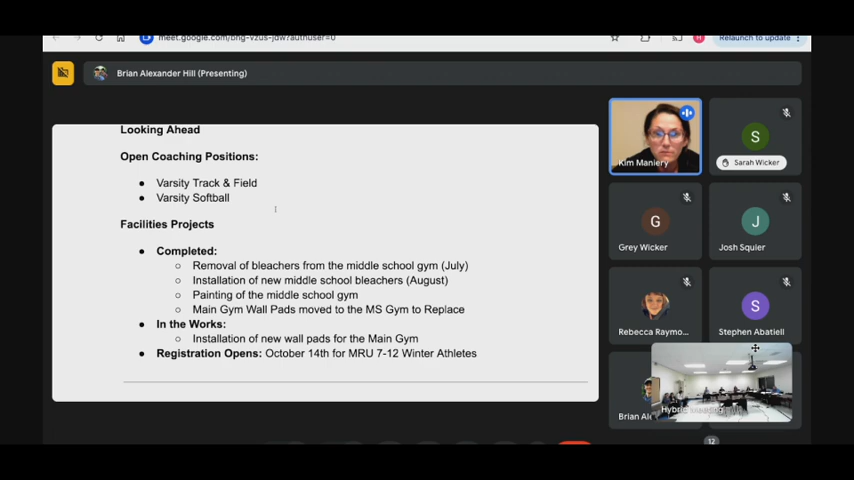 meet.google.com/bng-vzus-jdw?authuser=0
Relaunch to update
Brian Alexander Hill (Presenting)
Looking Ahead
Open Coaching Positions:
● Varsity Track & Field
● Varsity Softball
Facilities Projects
● Completed:
○ Removal of bleachers from the middle school gym (July)
○ Installation of new middle school bleachers (August)
○ Painting of the middle school gym
○ Main Gym Wall Pads moved to the MS Gym to Replace
● In the Works:
○ Installation of new wall pads for the Main Gym
● Registration Opens: October 14th for MRU 7-12 Winter Athletes
Kim Maniery
S
Sarah Wicker
G
Grey Wicker
J
Josh Squier
Rebecca Raymo...
S
Stephen Abatiell
Brian Al
Hybrid Meeting
12